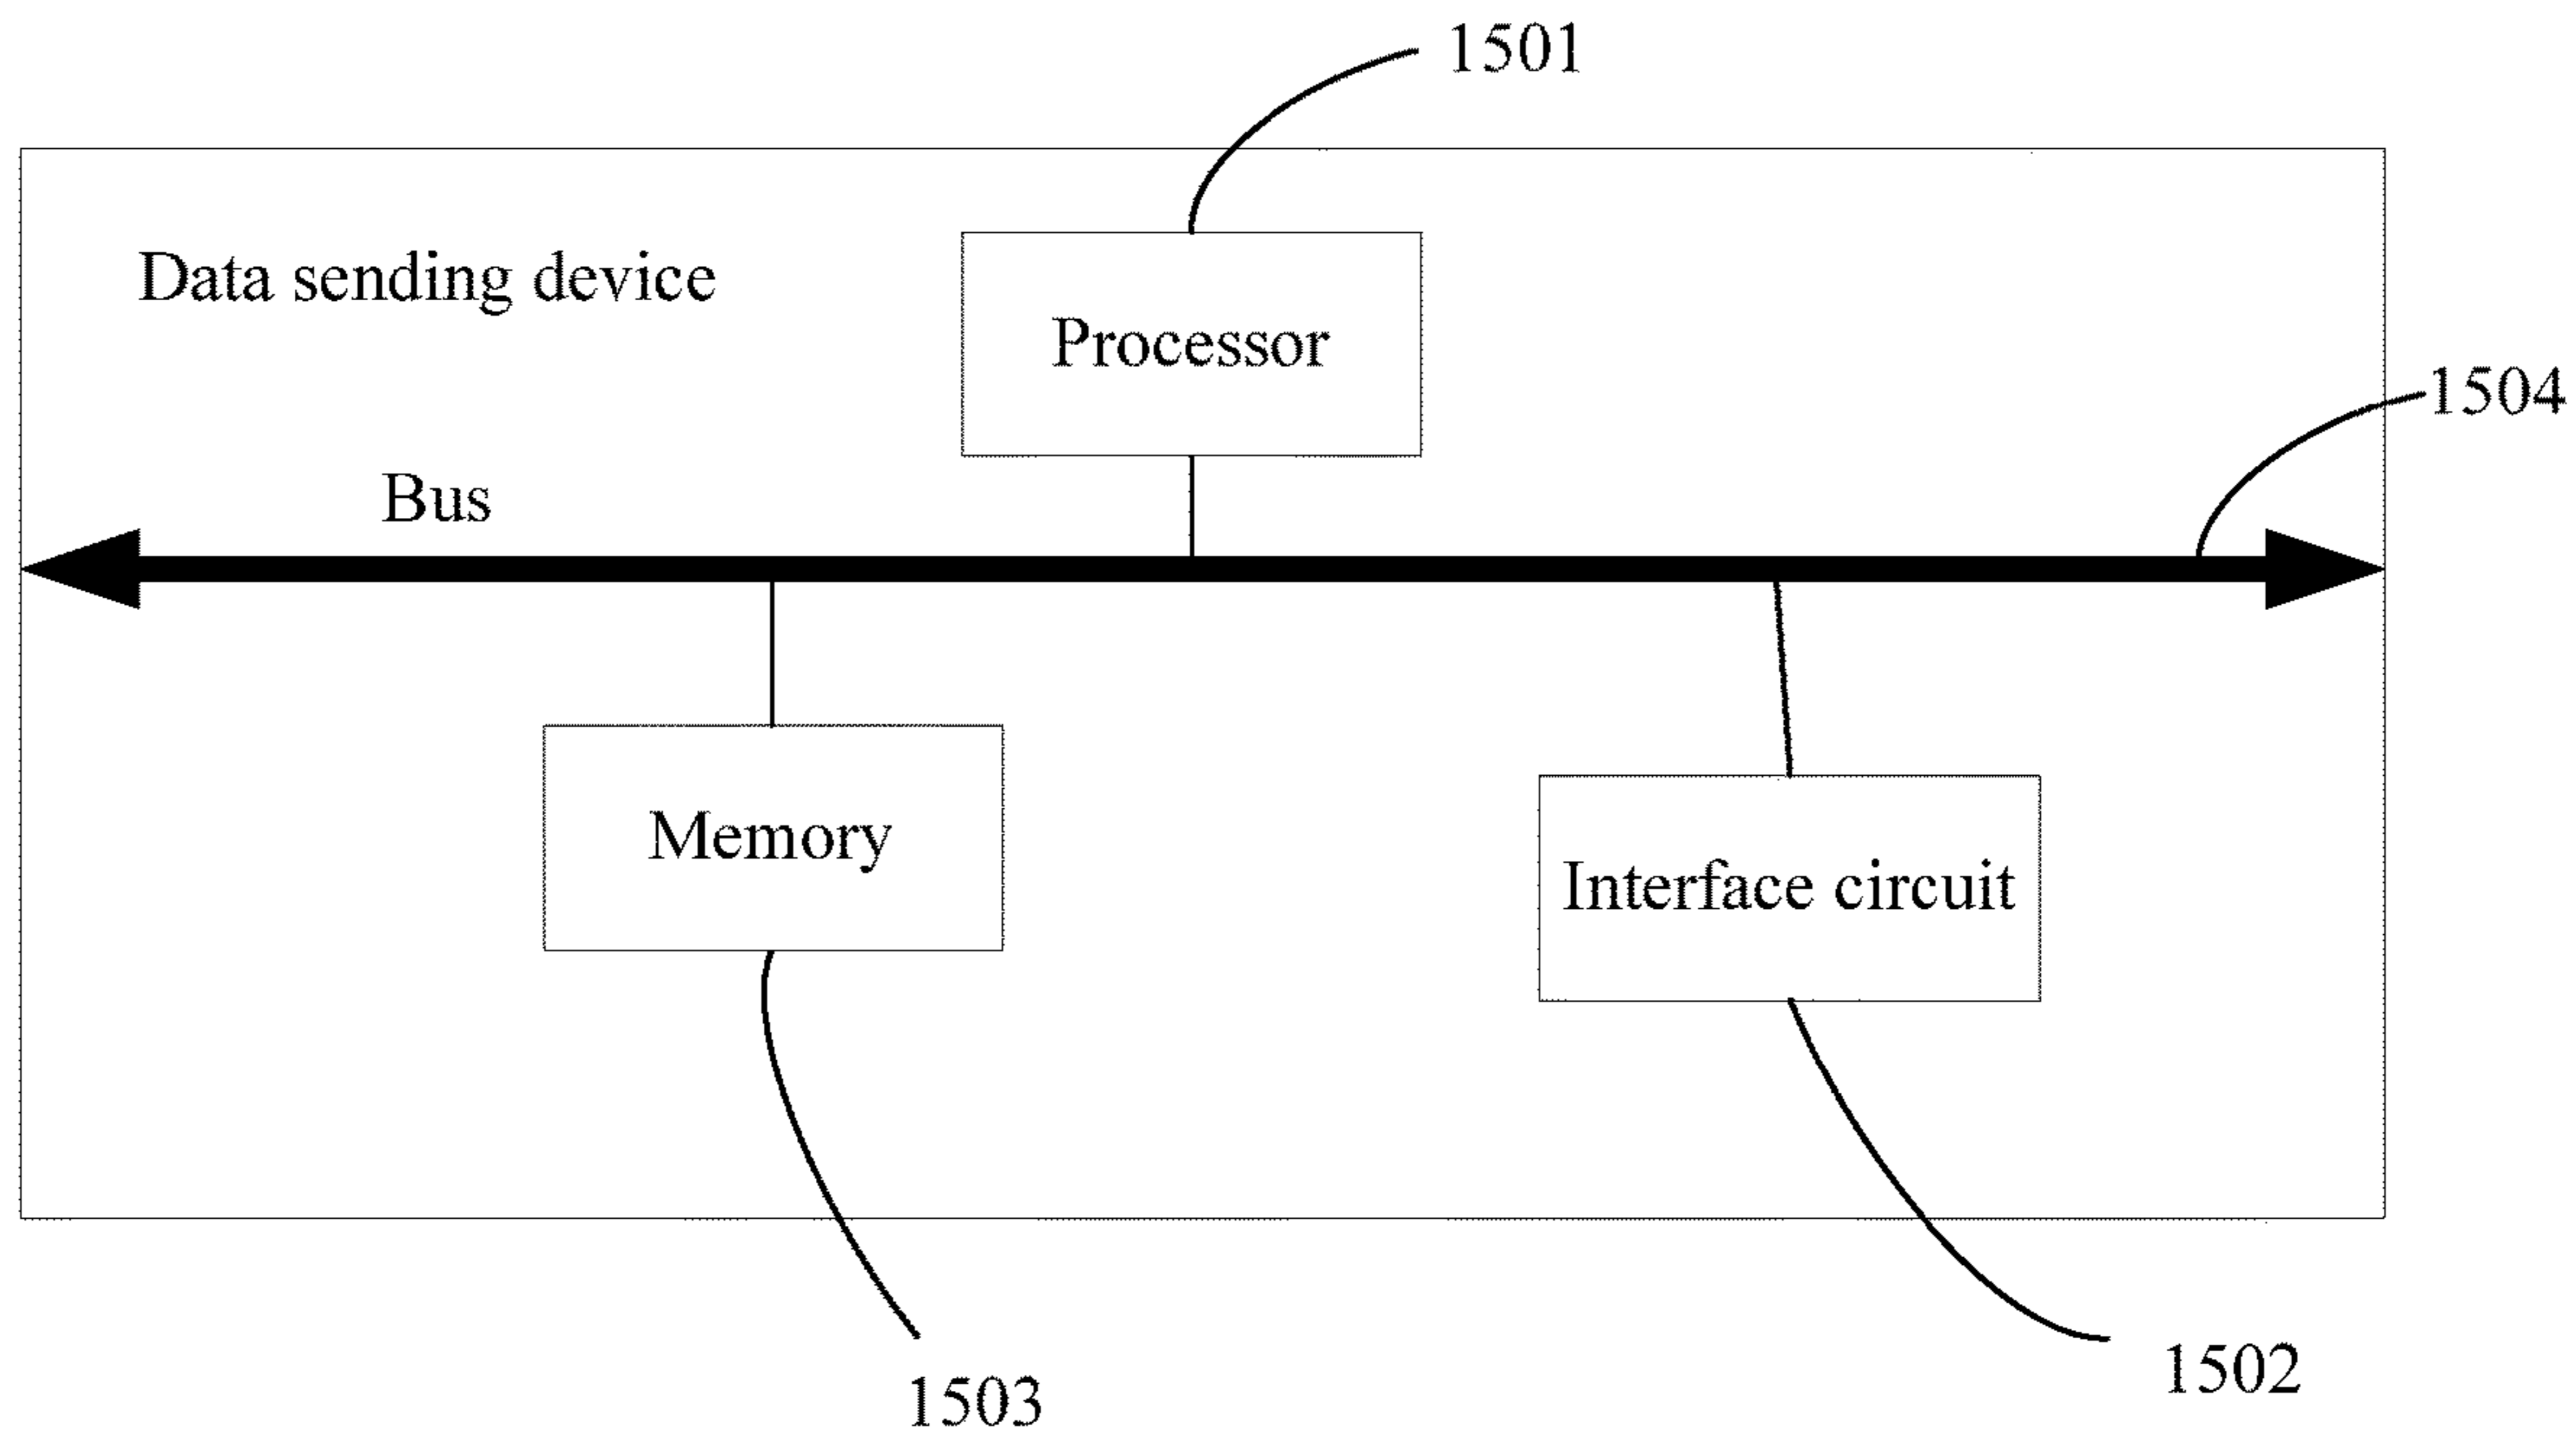 1501
Data sending device
Processor
1504
Bus
Memory
Interface circuit
1503
1502